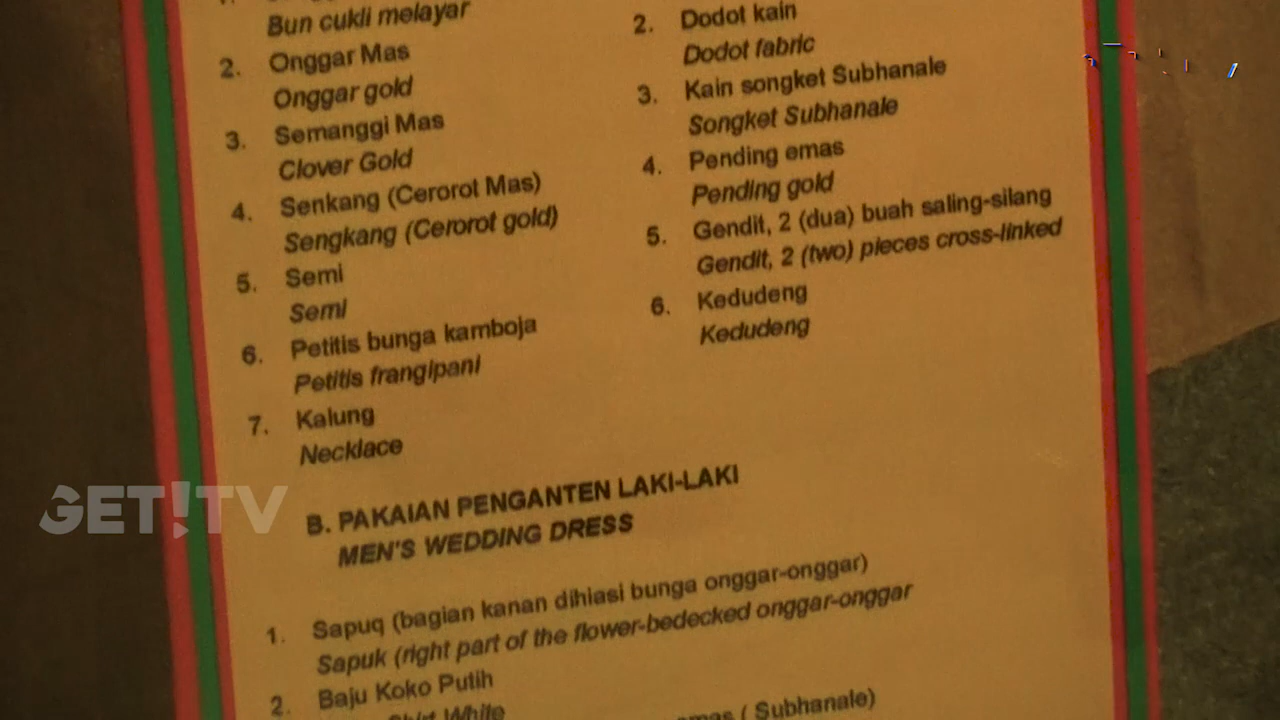 Bun cukli melayar
2. Onggar Mas
Onggar gold
3. Semanggi Mas
Clover Gold
4. Senkang (Cerorot Mas)
Sengkang (Cerorot gold)
5. Semi
Semi
6. Petitis bunga kamboja
Petitis frangipani
7. Kalung
Necklace
2. Dodot kain
Dodot fabric
3. Kain songket Subhanale
Songket Subhanale
4. Pending emas
Pending gold
5. Gendit, 2 (dua) buah saling-silang
Gendit, 2 (two) pieces cross-linked
6. Kedudeng
Kedudeng
B. PAKAIAN PENGANTEN LAKI-LAKI
MEN'S WEDDING DRESS
1. Sapuq (bagian kanan dihiasi bunga onggar-onggar)
Sapuk (right part of the flower-bedecked onggar-onggar
2. Baju Koko Putih
Shirt White
emas ( Subhanale)
GET!TV